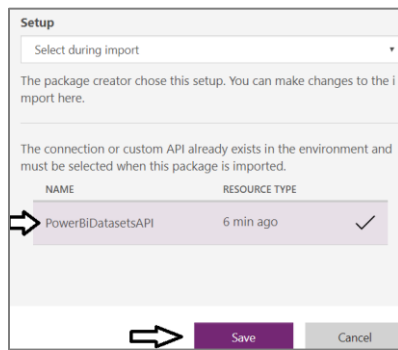 Setup
Select during import
The package creator chose this setup. You can make changes to the i
mport here.
The connection or custom API already exists in the environment and
must be selected when this package is imported.
NAME RESOURCE TYPE
PowerBiDatasetsAPI 6 min ago
Save Cancel